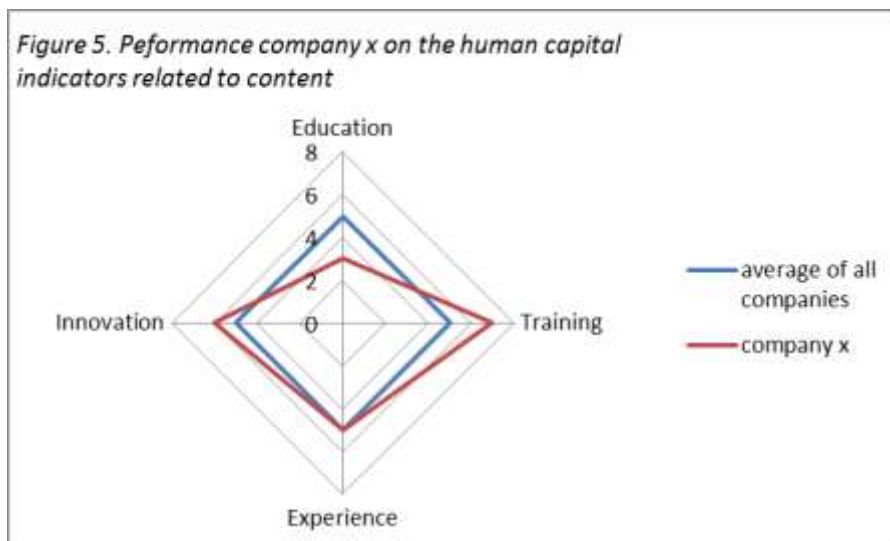 Figure 5. Peformance company x on the human capital
indicators related to content
Education
8
6
4
2
0
Innovation
Training
Experience
average of all
companies
company x